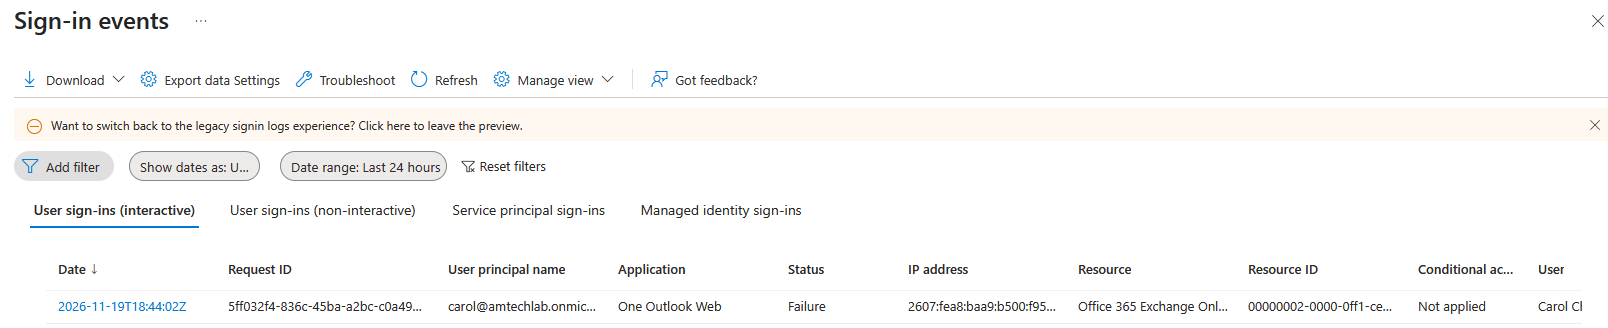 Sign-in events ...
Download Export data Settings Troubleshoot Refresh Manage view Got feedback?
Want to switch back to the legacy signin logs experience? Click here to leave the preview.
Add filter Show dates as: U... Date range: Last 24 hours Reset filters
User sign-ins (interactive) User sign-ins (non-interactive) Service principal sign-ins Managed identity sign-ins
Date ↓ Request ID User principal name Application Status IP address Resource Resource ID Conditional ac... User
2026-11-19T18:44:02Z 5ff032f4-836c-45ba-a2bc-c0a49... carol@amtechlab.onmic... One Outlook Web Failure 2607:fea8:baa9:b500:f95... Office 365 Exchange Onl... 00000002-0000-0ff1-ce... Not applied Carol Cl